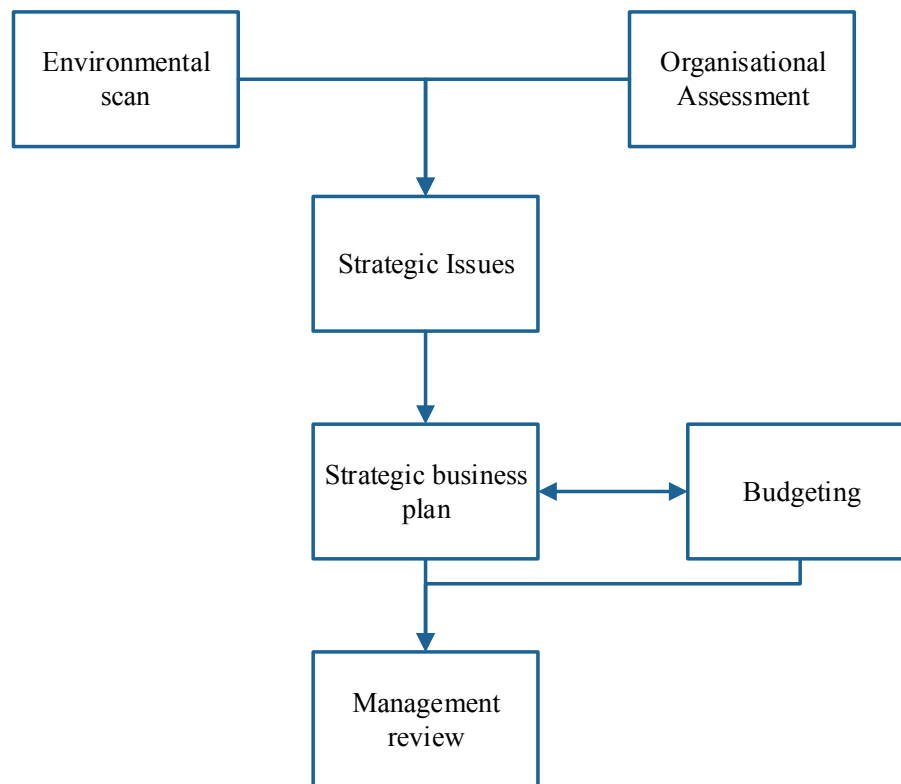 Environmental
scan
Organisational
Assessment
Strategic Issues
Strategic business
plan
Budgeting
Management
review